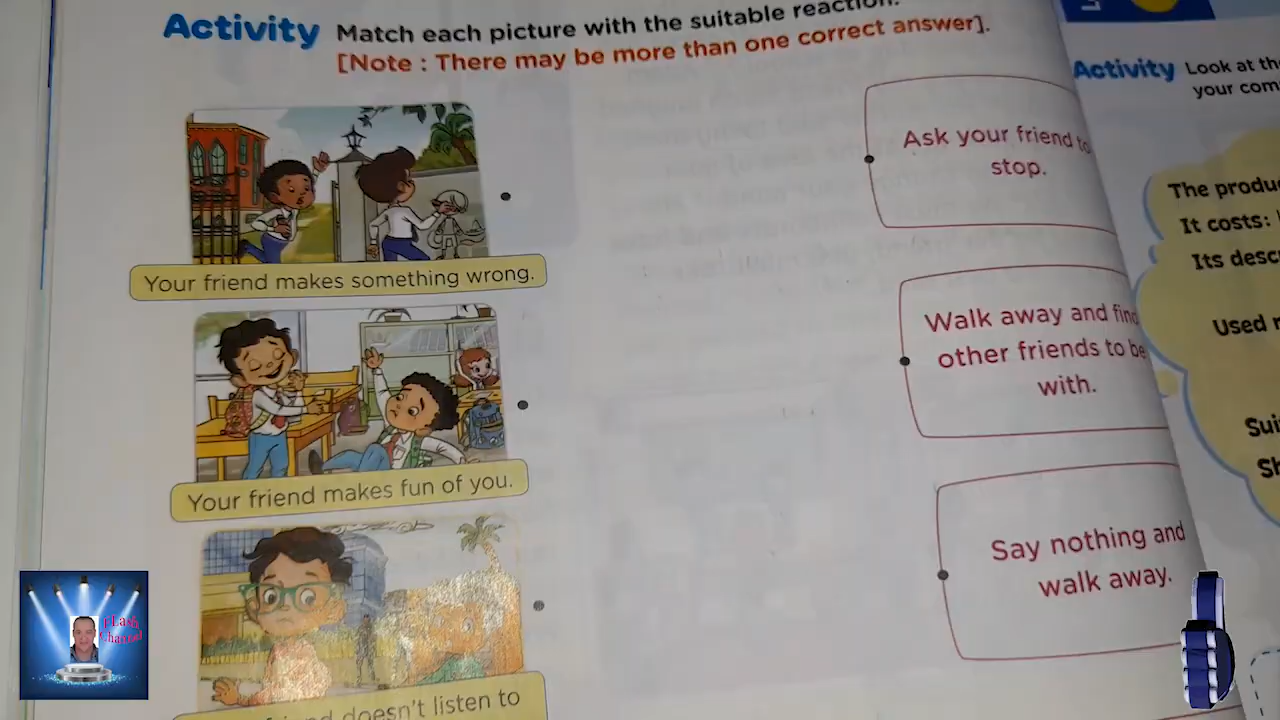 Activity Match each picture with the suitable reaction.
[Note : There may be more than one correct answer].
Your friend makes something wrong.
Your friend makes fun of you.
doesn't listen to
Ask your friend to
stop.
Walk away and find
other friends to be
with.
Say nothing and
walk away.
Activity Look at th
your com
The produ
It costs:
Its desc
Used
Sui
Sh
fLash
Channel